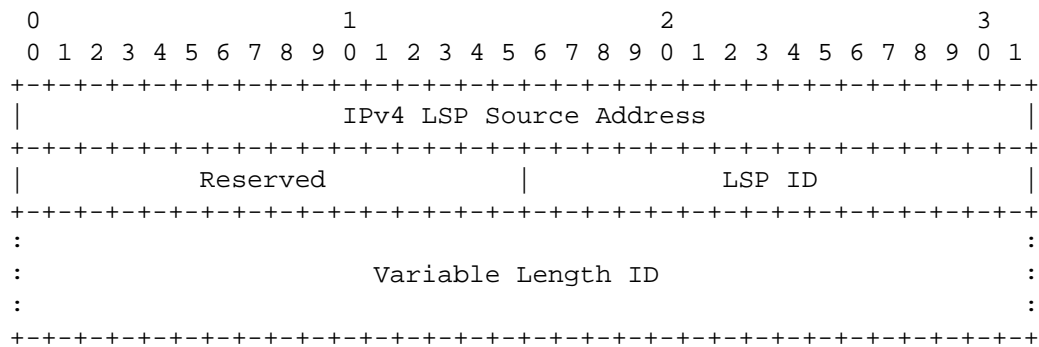 0                   1                   2                   3
 0 1 2 3 4 5 6 7 8 9 0 1 2 3 4 5 6 7 8 9 0 1 2 3 4 5 6 7 8 9 0 1
+-+-+-+-+-+-+-+-+-+-+-+-+-+-+-+-+-+-+-+-+-+-+-+-+-+-+-+-+-+-+-+-+
|                    IPv4 LSP Source Address                    |
+-+-+-+-+-+-+-+-+-+-+-+-+-+-+-+-+-+-+-+-+-+-+-+-+-+-+-+-+-+-+-+-+
|           Reserved            |            LSP ID             |
+-+-+-+-+-+-+-+-+-+-+-+-+-+-+-+-+-+-+-+-+-+-+-+-+-+-+-+-+-+-+-+-+
:                                                               :
:                      Variable Length ID                       :
:                                                               :
+-+-+-+-+-+-+-+-+-+-+-+-+-+-+-+-+-+-+-+-+-+-+-+-+-+-+-+-+-+-+-+-+